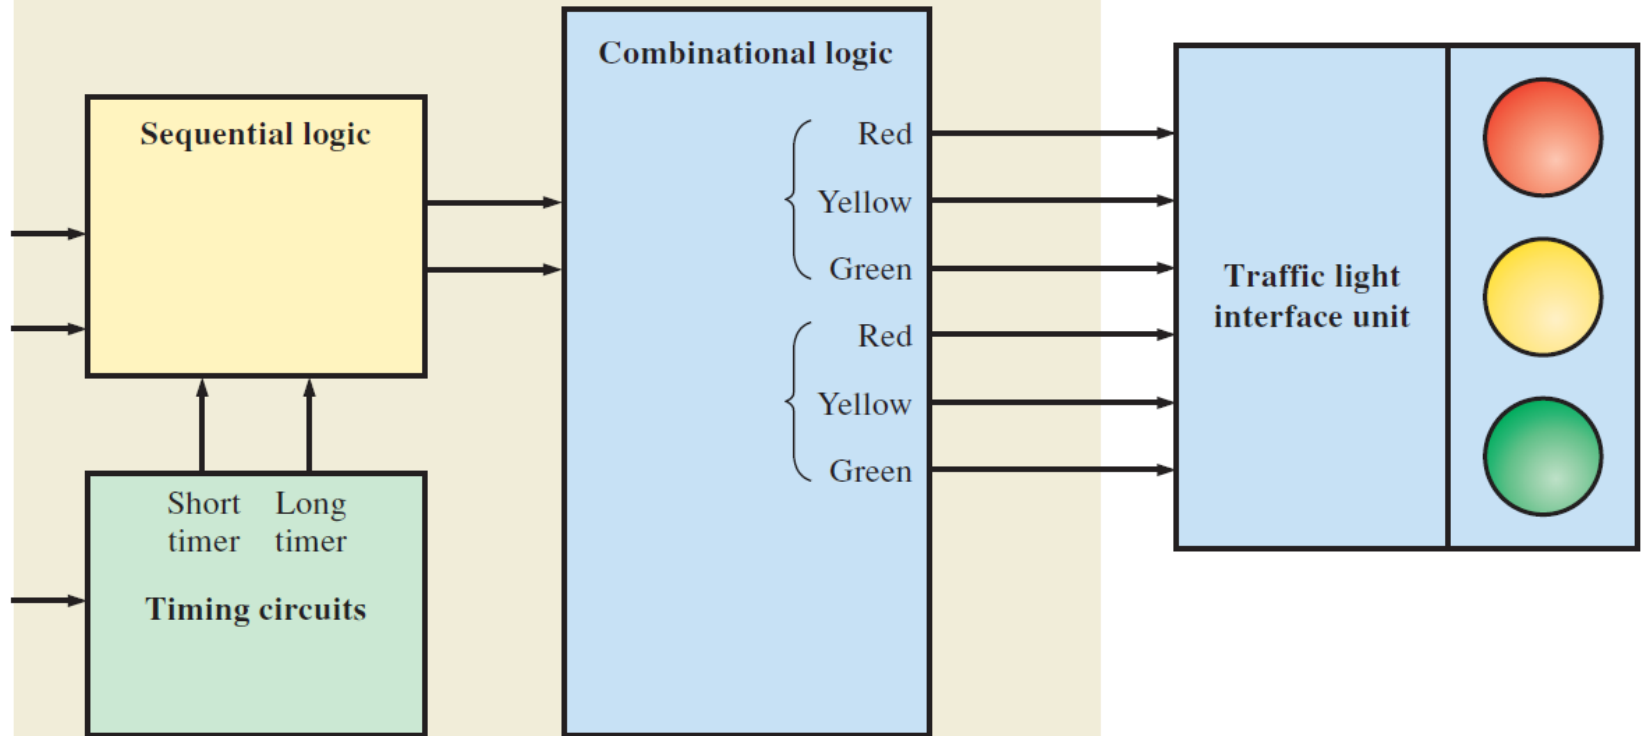 Combinational logic
Sequential logic
Red
Yellow
Green
Red
Yellow
Green
Traffic light
interface unit
Short Long
timer timer
Timing circuits